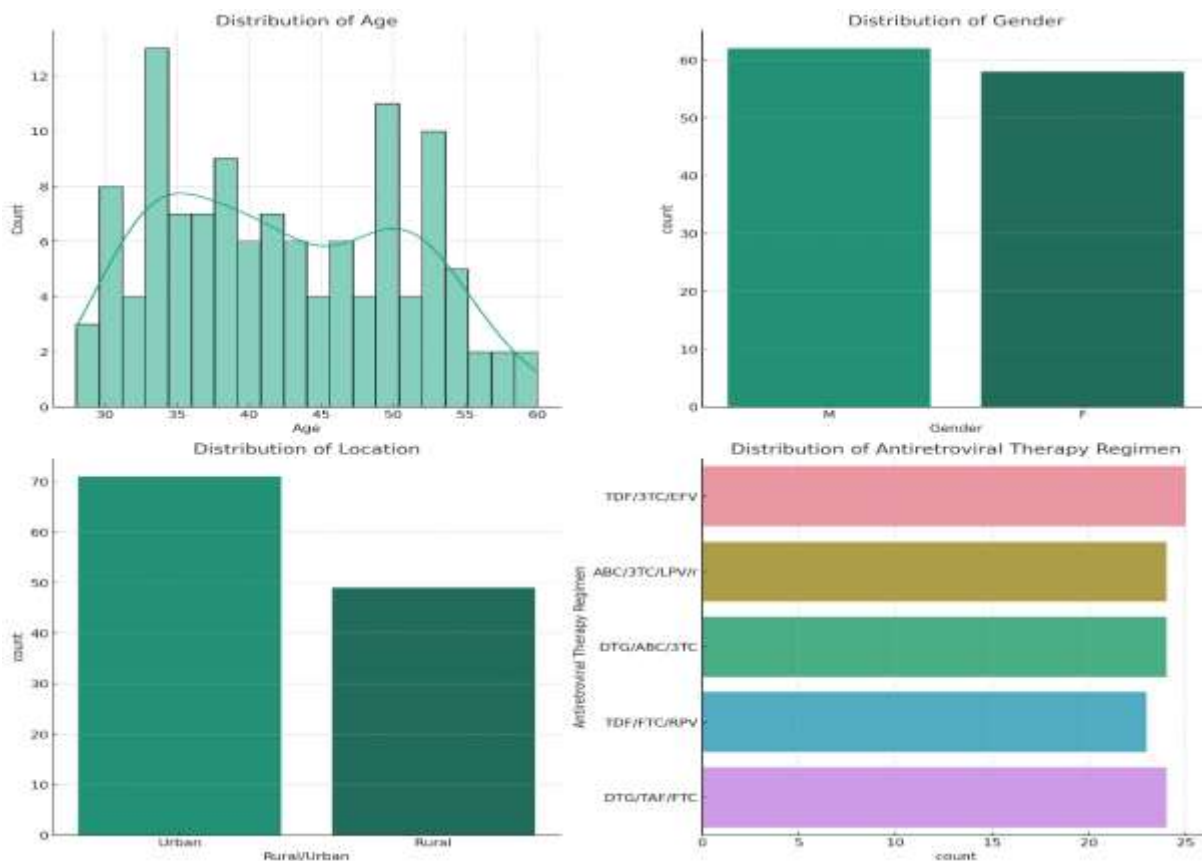 Distribution of Age
Count
12
10
8
6
4
2
0
30 35 40 45 50 55 60
Age
Distribution of Gender
count
60
50
40
30
20
10
0
M F
Gender
Distribution of Location
count
70
60
50
40
30
20
10
0
Urban Rural
Rural/Urban
Distribution of Antiretroviral Therapy Regimen
Antiretroviral Therapy Regimen
TDF/3TC/EFV
ABC/3TC/LPV/r
DTG/ABC/3TC
TDF/FTC/RPV
DTG/TAF/FTC
0 5 10 15 20 25
count